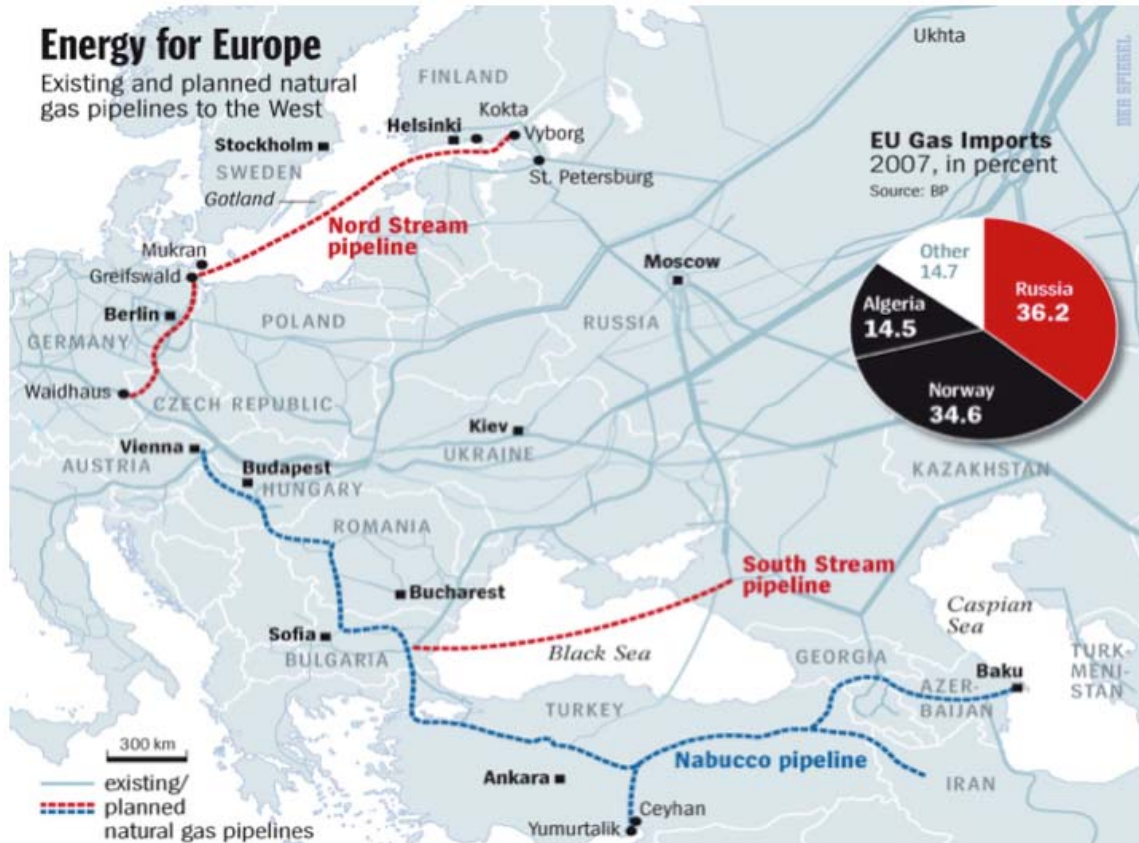 Energy for Europe
Existing and planned natural
gas pipelines to the West
Ukhta
DER SPIEGEL
FINLAND
Kokta
Helsinki
Vyborg
Stockholm
SWEDEN
St. Petersburg
Gotland
Nord Stream
pipeline
EU Gas Imports
2007, in percent
Source: BP
Other
14.7
Russia
36.2
Algeria
14.5
Norway
34.6
Mukran
Greifswald
Moscow
Berlin
POLAND
RUSSIA
GERMANY
Waidhaus
CZECH REPUBLIC
Kiev
UKRAINE
Vienna
AUSTRIA
Budapest
HUNGARY
KAZAKHSTAN
ROMANIA
South Stream
pipeline
Bucharest
Caspian
Sea
Sofia
BULGARIA
Black Sea
GEORGIA
TURK-
MENI-
STAN
Baku
AZER-
BAIJAN
TURKEY
300 km
Nabucco pipeline
Ankara
IRAN
existing/
planned
natural gas pipelines
Ceyhan
Yumurtalik